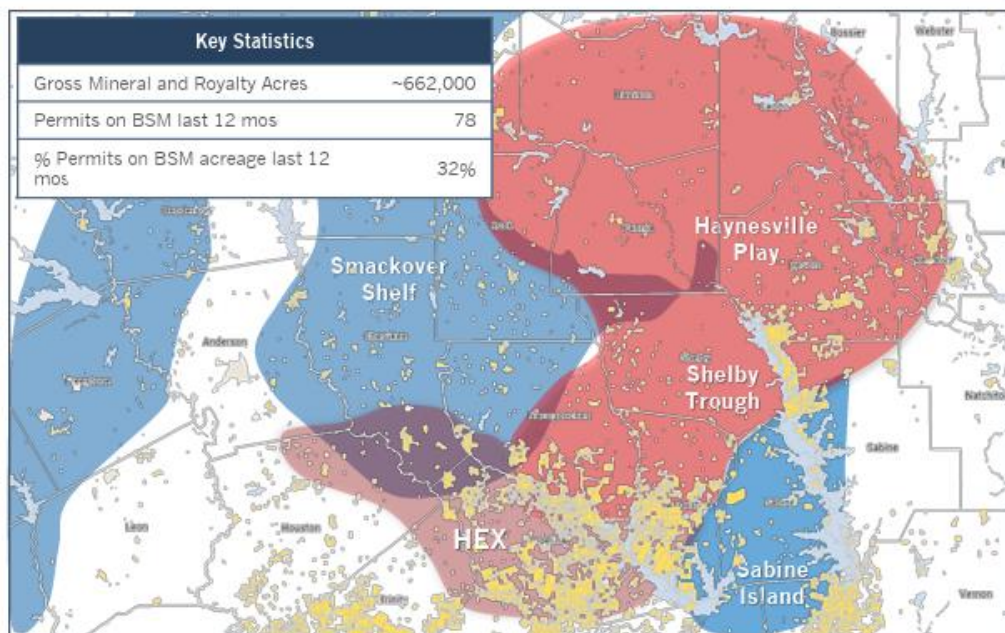 Key Statistics
Gross Mineral and Royalty Acres ~662,000
Permits on BSM last 12 mos 78
% Permits on BSM acreage last 12
mos 32%
Bossier
Webster
Haynesville
Play
Smackover
Shelf
Anderson
Shelby
Trough
Sabine
Leon
Houston
HEX
Sabine
Island
Trinity
Vernon